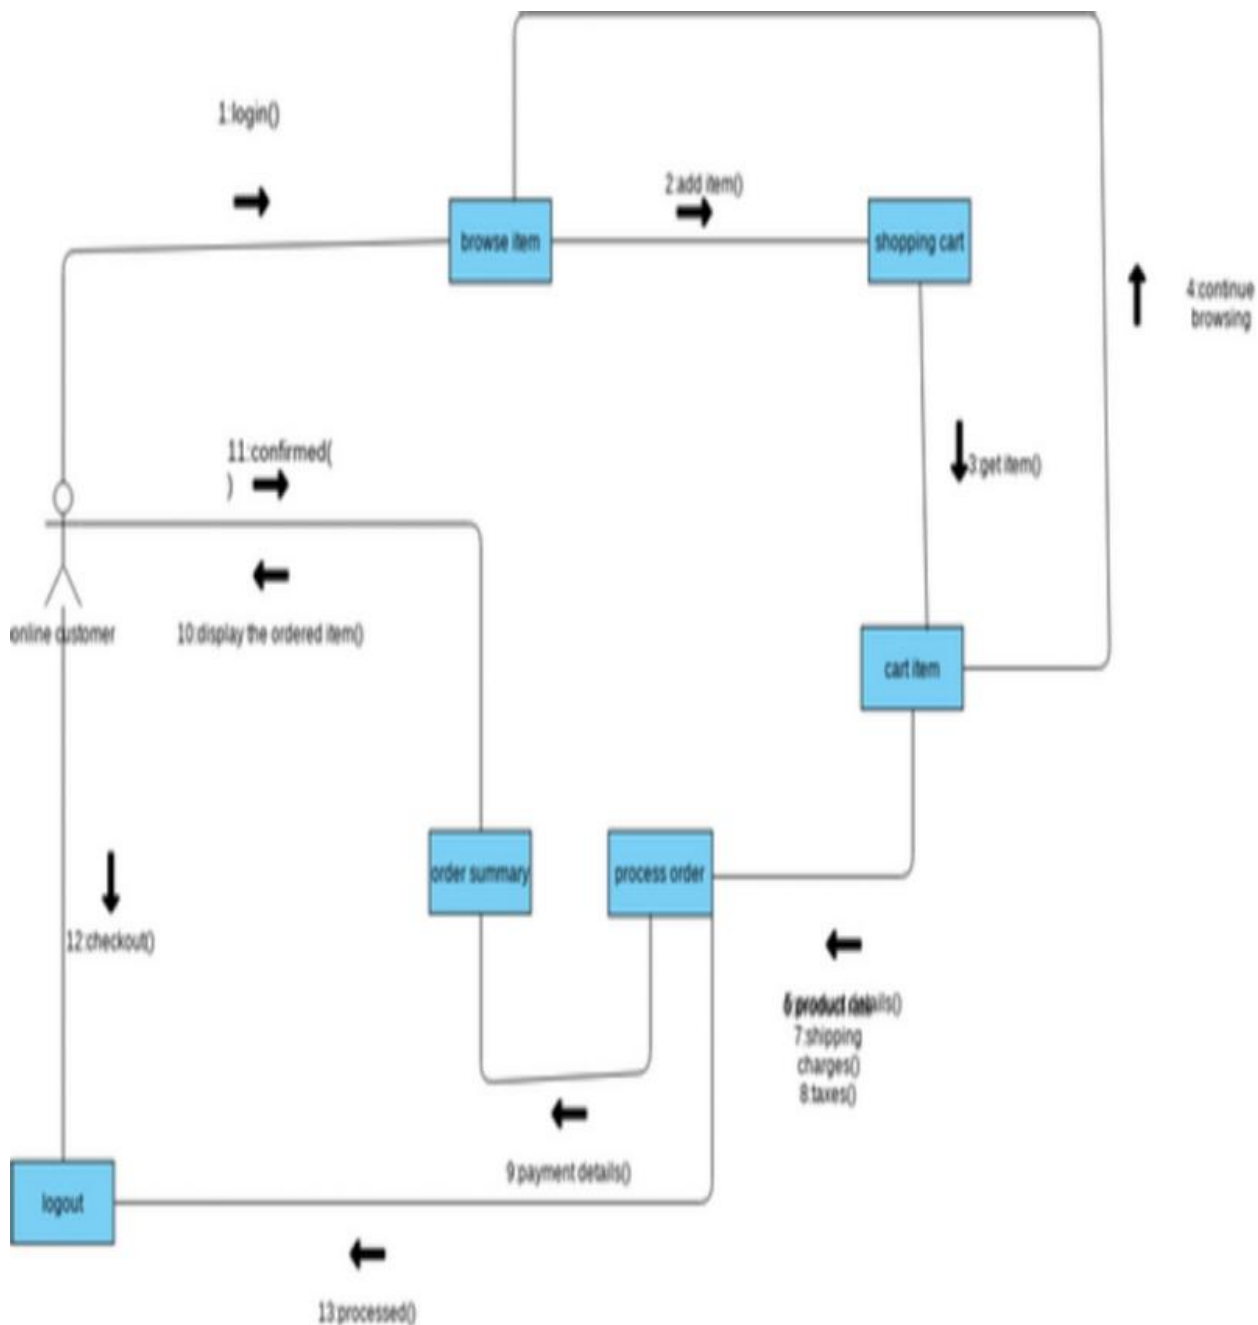 1:login()
2:add item()
browse item
shopping cart
4:continue
browsing
11:confirmed(
)
3:get item()
online customer
10:display the ordered item()
cart item
order summary
process order
12:checkout()
product details()
7:shipping
charges()
8:taxes()
9:payment details()
logout
13:processed()